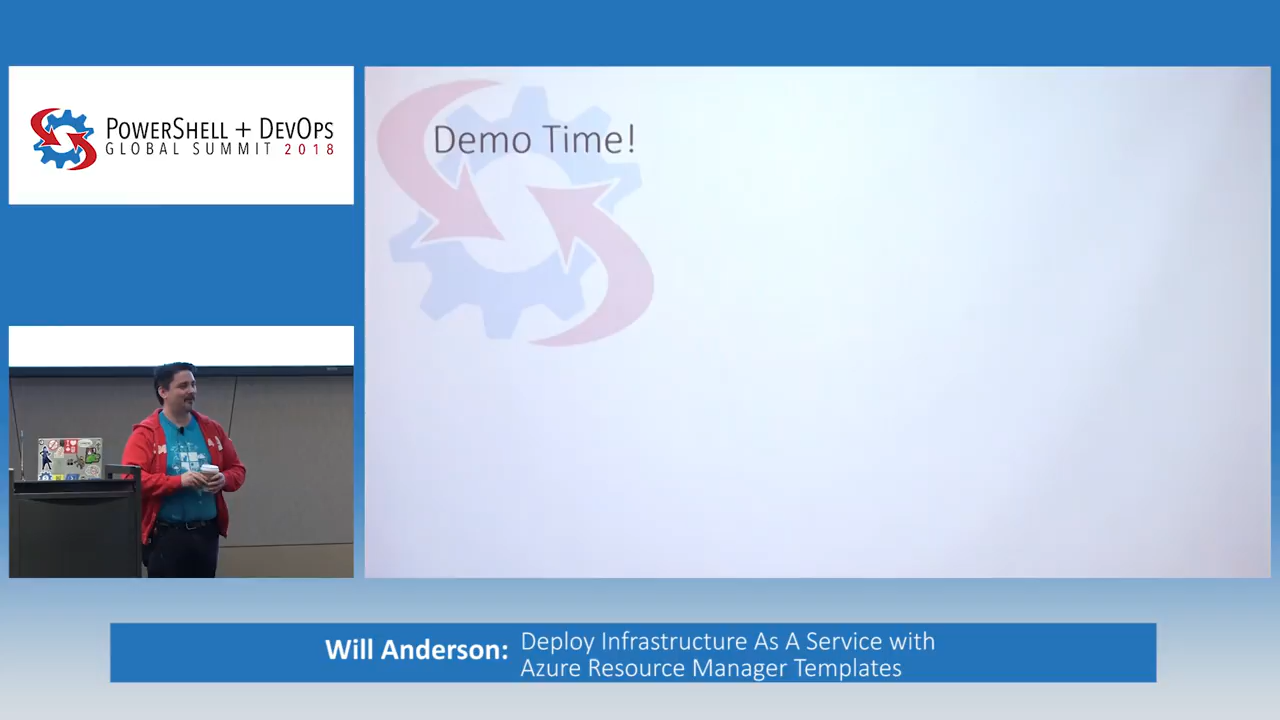 POWERSHELL + DEVOPS
GLOBAL SUMMIT 2018
Demo Time!
Will Anderson:
Deploy Infrastructure As A Service with
Azure Resource Manager Templates